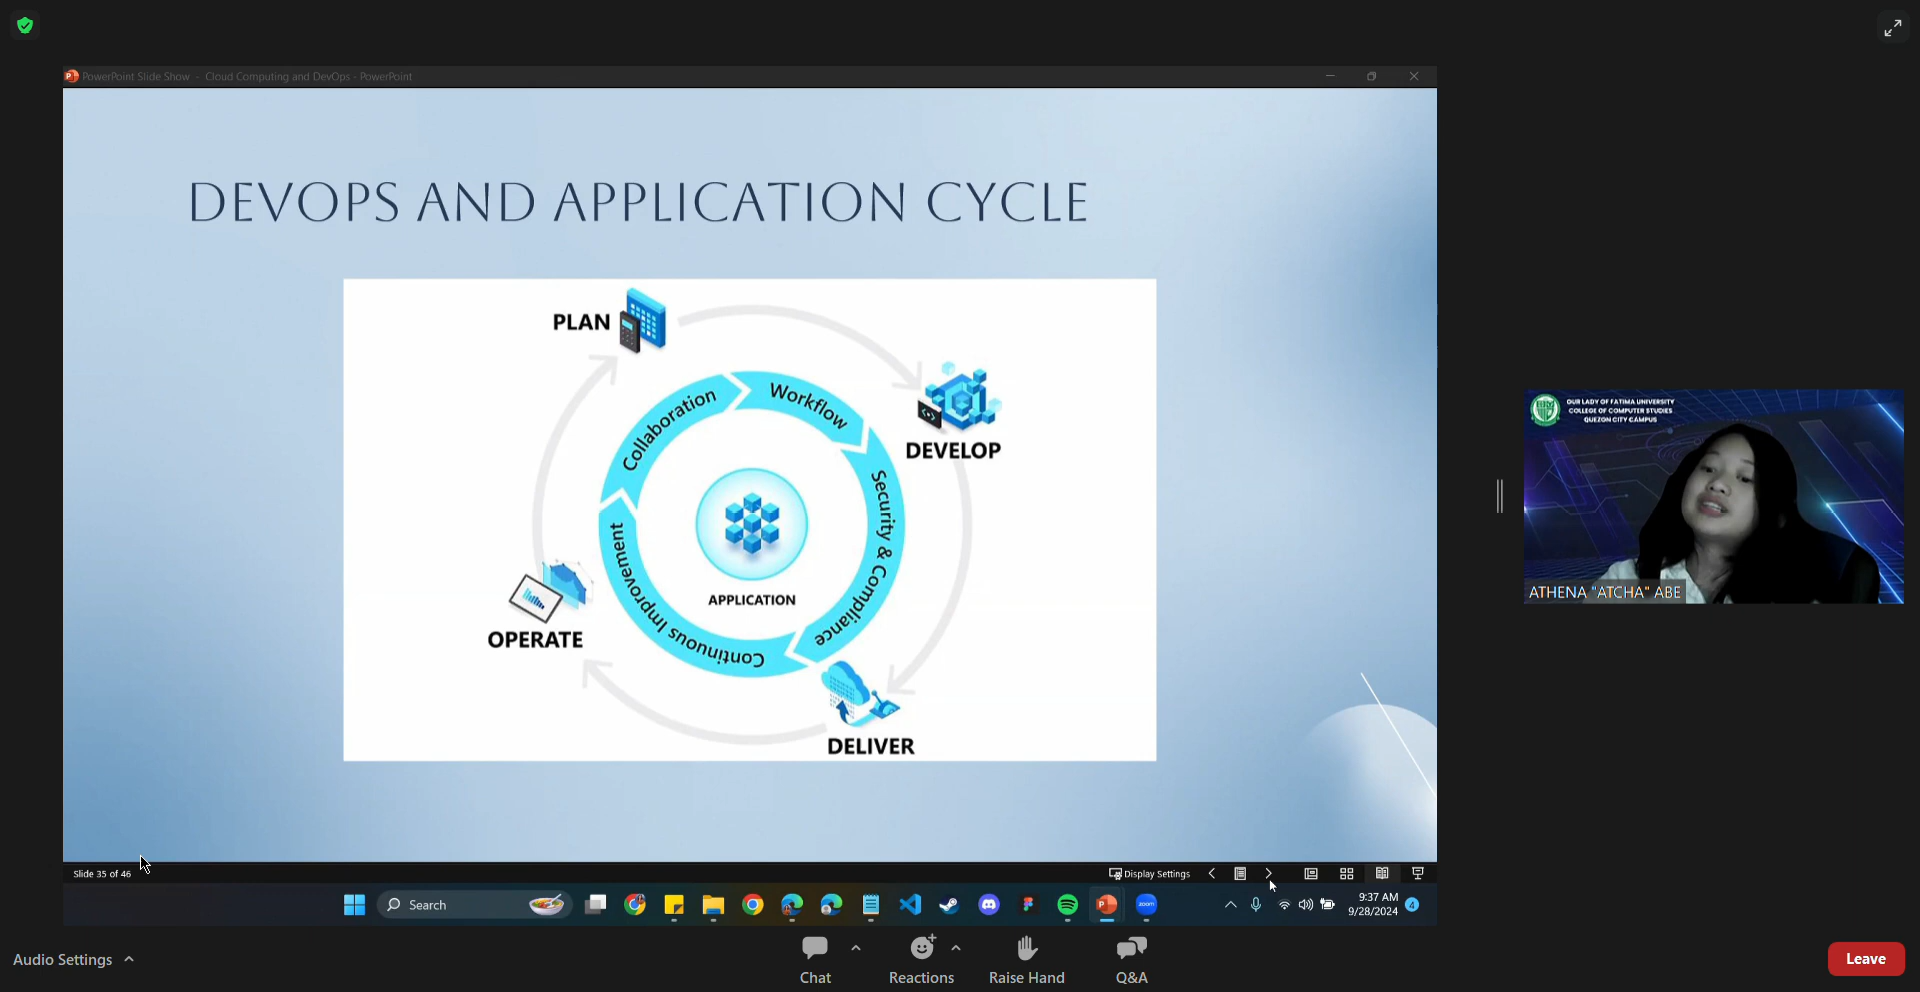 PowerPoint Slide Show - Cloud Computing and DevOps - PowerPoint
DEVOPS AND APPLICATION CYCLE
PLAN
DEVELOP
DELIVER
OPERATE
Collaboration
Workflow
Security & Compliance
Continuous Improvement
APPLICATION
OUR LADY OF FATIMA UNIVERSITY
COLLEGE OF COMPUTER STUDIES
QUEZON CITY CAMPUS
ATHENA "ATCHA" ABE
Slide 35 of 46
Display Settings
Search
zoom
9:37 AM
9/28/2024
4
Audio Settings
Chat
Reactions
Raise Hand
Q&A
Leave